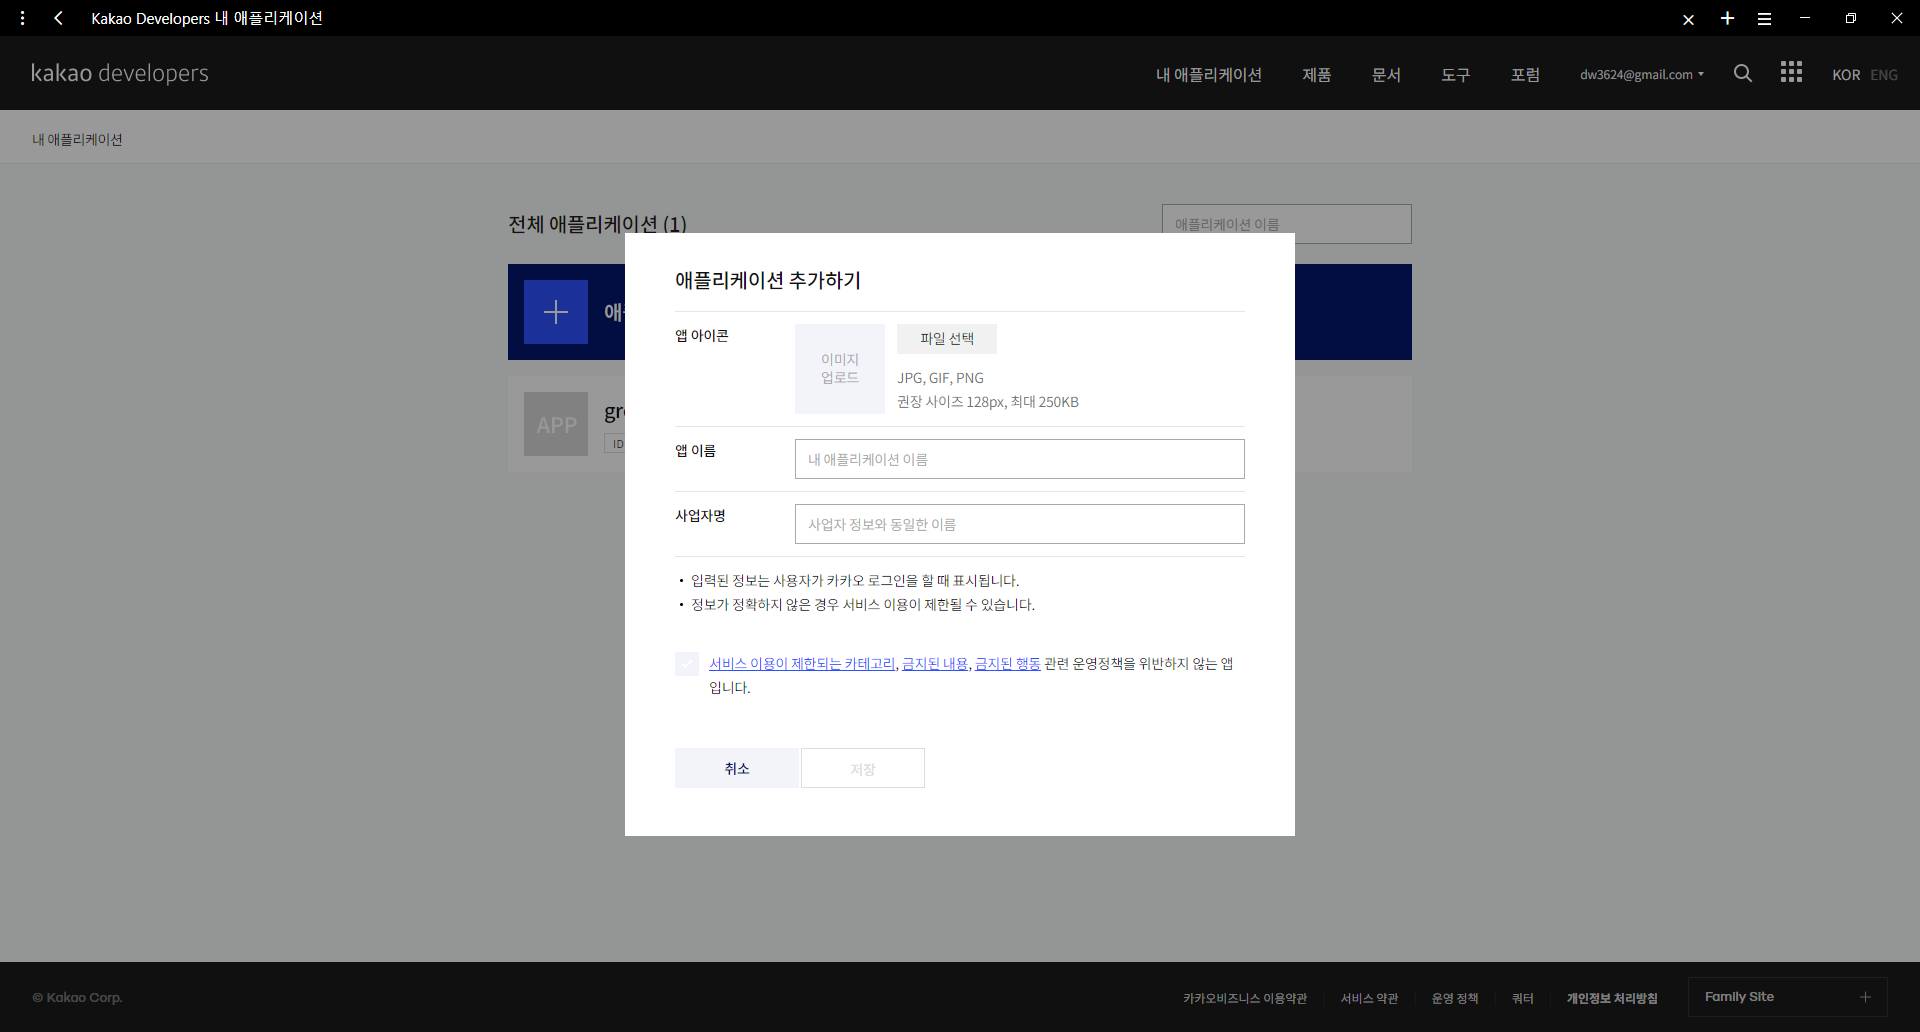 Kakao Developers 내 애플리케이션
kakao developers
내 애플리케이션 제품 문서 도구 포럼 dw3624@gmail.com KOR ENG
내 애플리케이션
전체 애플리케이션 (1)
애플리케이션 이름
애플리케이션 추가하기
앱 아이콘
이미지
업로드
파일 선택
JPG, GIF, PNG
권장 사이즈 128px, 최대 250KB
APP
ID
앱 이름
내 애플리케이션 이름
사업자명
사업자 정보와 동일한 이름
• 입력된 정보는 사용자가 카카오 로그인을 할 때 표시됩니다.
• 정보가 정확하지 않은 경우 서비스 이용이 제한될 수 있습니다.
서비스 이용이 제한되는 카테고리, 금지된 내용, 금지된 행동 관련 운영정책을 위반하지 않는 앱
입니다.
취소
저장
© Kakao Corp.
카카오비즈니스 이용약관 서비스 약관 운영 정책 쿼터 개인정보 처리방침 Family Site